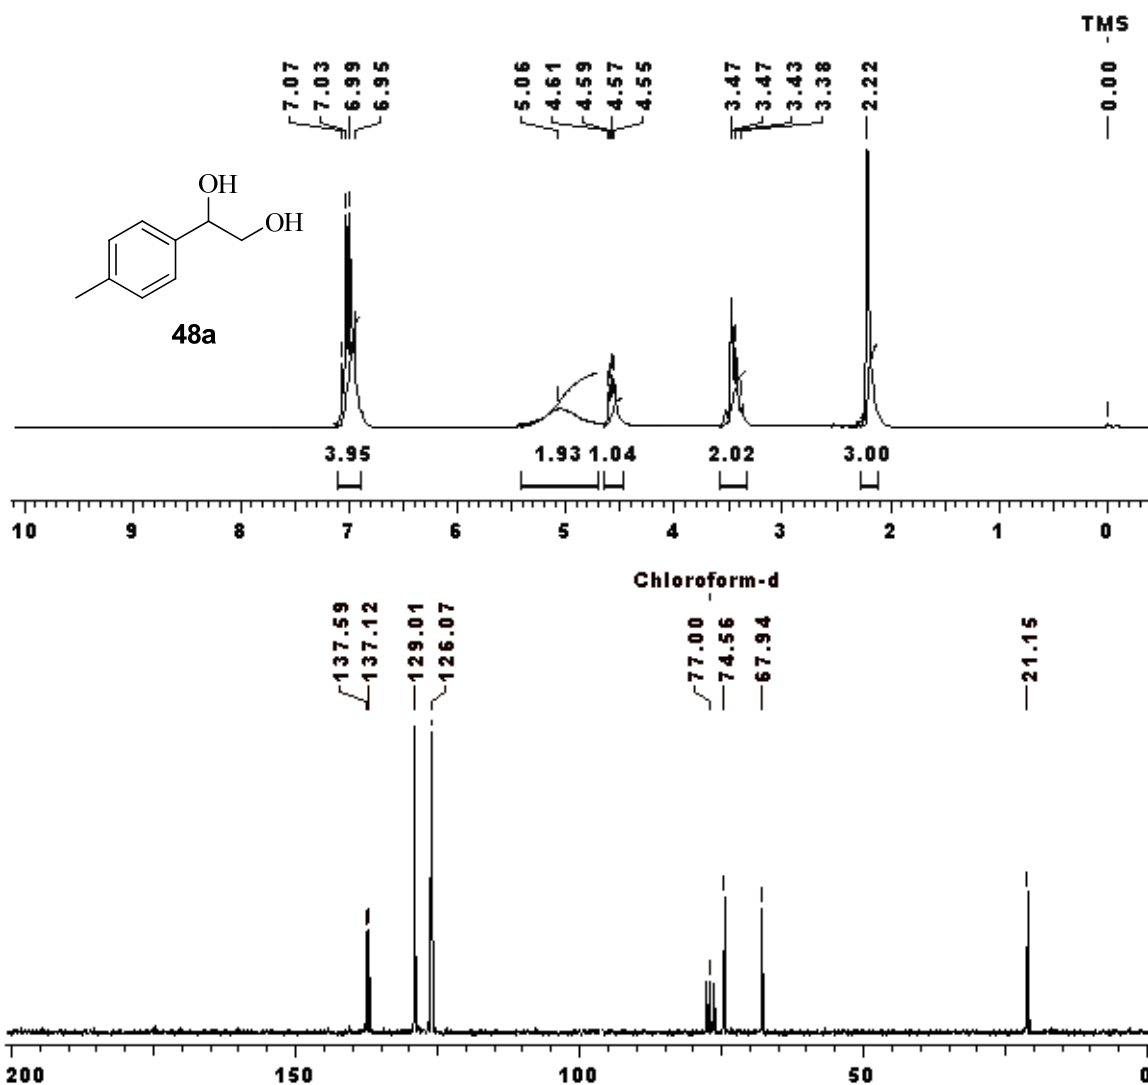 TMS
7.07 7.03 6.99 6.95 5.06 4.61 4.59 4.57 4.55 3.47 3.47 3.43 3.38 2.22 0.00
OH
OH
48a
3.95 1.93 1.04 2.02 3.00
10 9 8 7 6 5 4 3 2 1 0
Chloroform-d
137.59 137.12 129.01 126.07 77.00 74.56 67.94 21.15
200 150 100 50 0